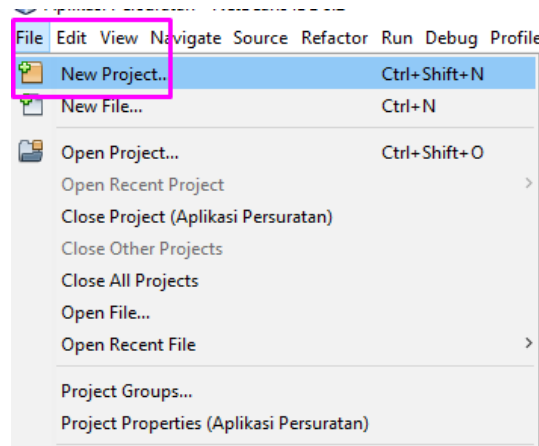 File Edit View Navigate Source Refactor Run Debug Profile
New Project... Ctrl+Shift+N
New File... Ctrl+N
Open Project... Ctrl+Shift+O
Open Recent Project >
Close Project (Aplikasi Persuratan)
Close Other Projects
Close All Projects
Open File...
Open Recent File >
Project Groups...
Project Properties (Aplikasi Persuratan)